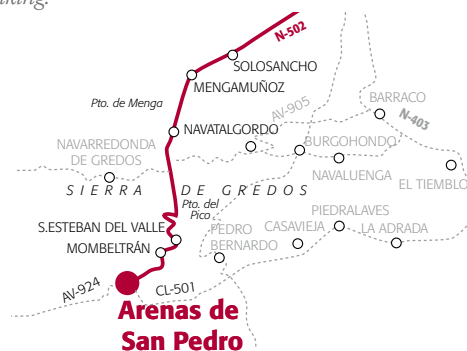 king.
N-502
SOLOSANCHO
MENGAMUÑOZ
Pto. de Menga
AV-905
BARRACO
N-403
NAVATALGORDO
NAVARREDONDA
DE GREDOS
BURGOHONDO
NAVALUENGA
EL TIEMBLO
SIERRA DE GREDOS
Pto. del
Pico
PIEDRALAVES
S.ESTEBAN DEL VALLE
PEDRO
BERNARDO
CASAVIEJA
LA ADRADA
MOMBELTRÁN
AV-924
CL-501
Arenas de
San Pedro